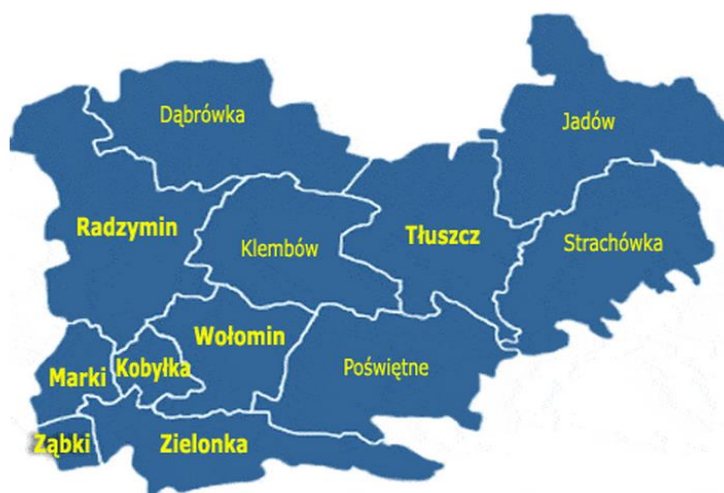 Dąbrówka
Jadów
Radzymin
Klembów
Tłuszcz
Strachówka
Wołomin
Marki
Kobyłka
Poświętne
Ząbki
Zielonka